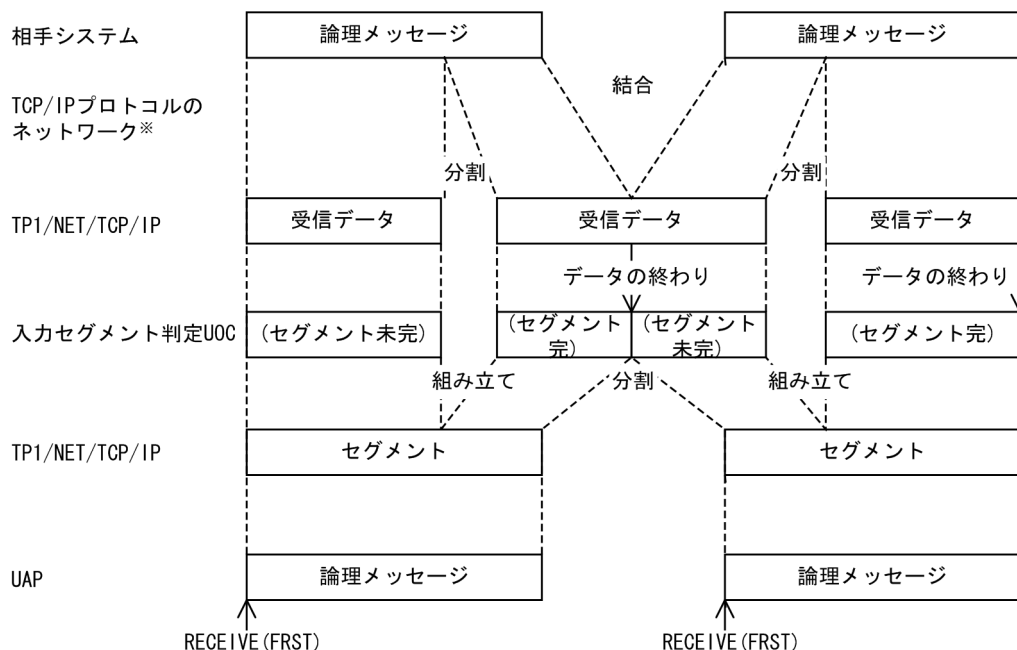 相手システム
論理メッセージ
論理メッセージ
TCP/IPプロトコルの
ネットワーク※
結合
分割
分割
TP1/NET/TCP/IP
受信データ
受信データ
受信データ
データの終わり
データの終わり
入力セグメント判定UOC
(セグメント未完)
(セグメント
完)
(セグメント
未完)
(セグメント完)
組み立て
分割
組み立て
TP1/NET/TCP/IP
セグメント
セグメント
UAP
論理メッセージ
論理メッセージ
RECEIVE(FRST)
RECEIVE(FRST)